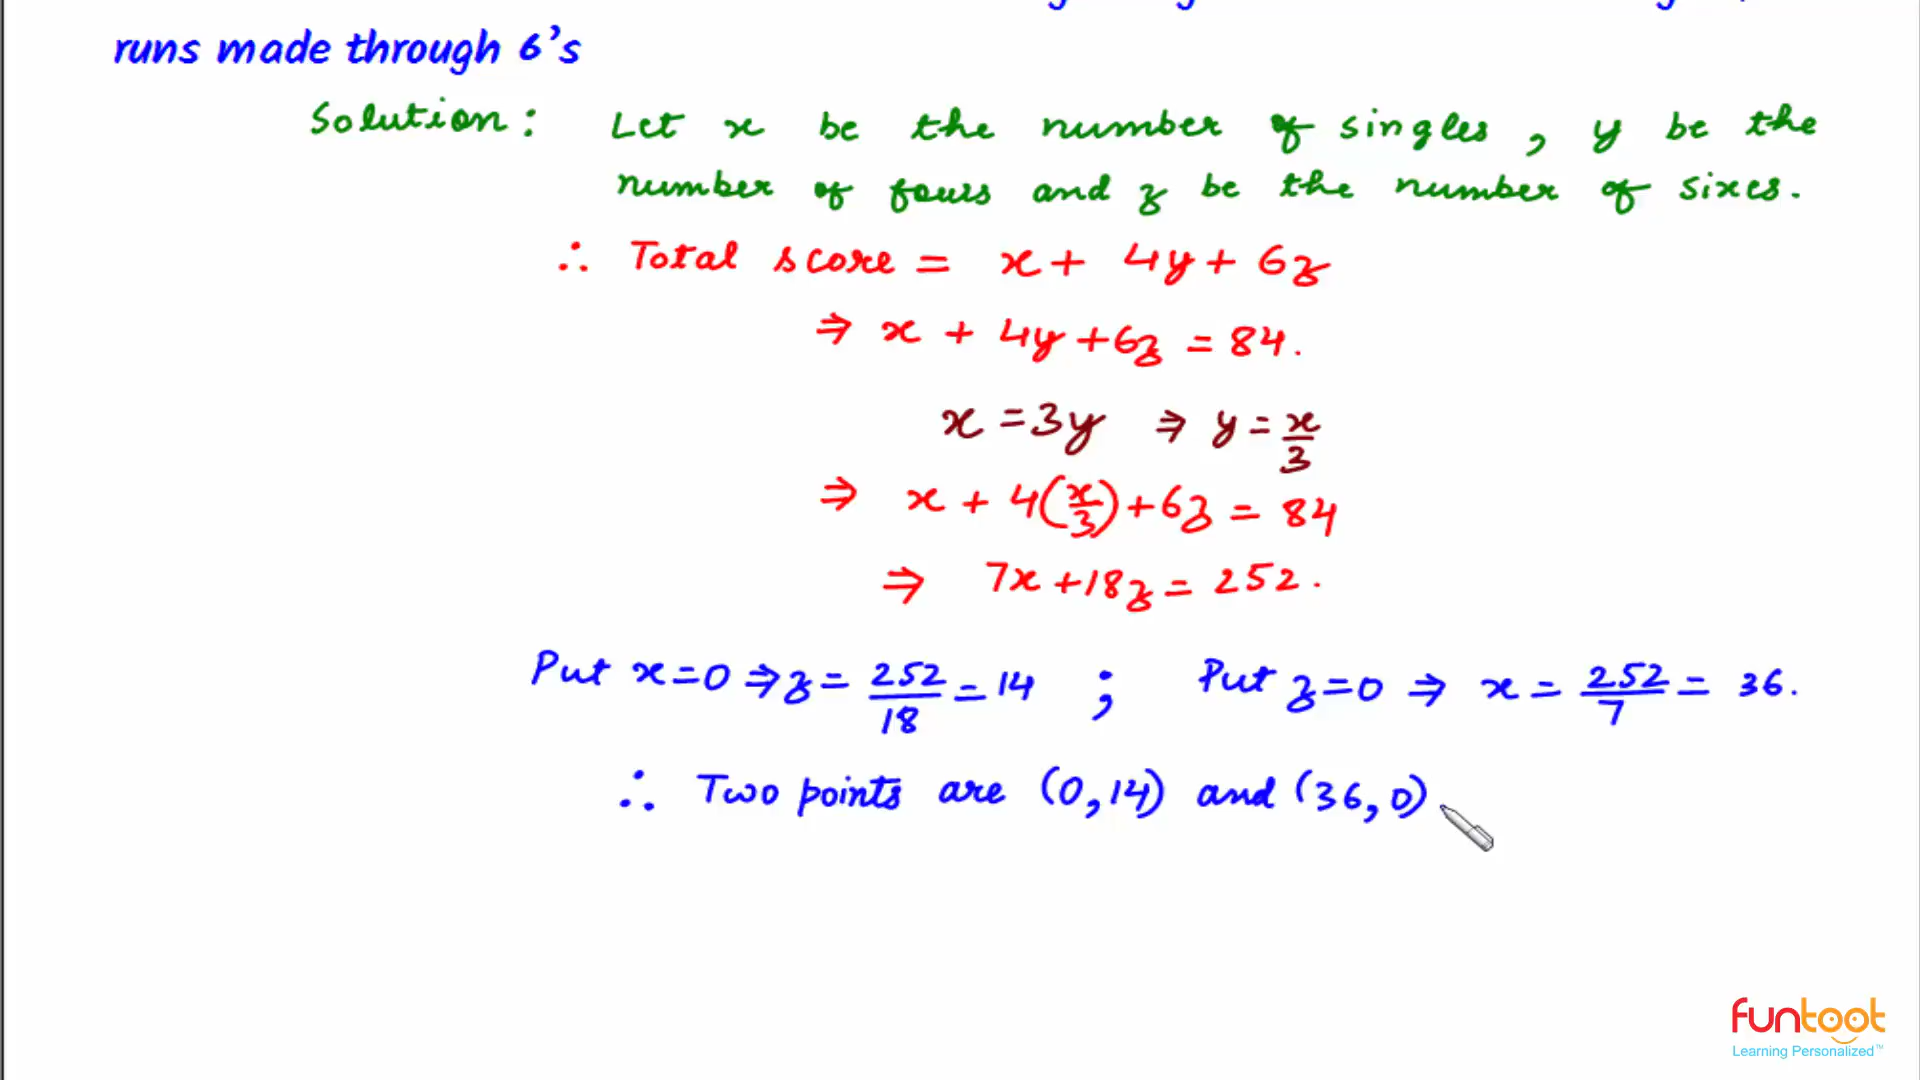 runs made through 6's
Solution: Let x be the number of singles, y be the
number of fours and z be the number of sixes.
∴ Total score = x + 4y + 6z
⇒ x + 4y + 6z = 84.
x = 3y ⇒ y = x/3
⇒ x + 4(x/3) + 6z = 84
⇒ 7x + 18z = 252.
Put x = 0 ⇒ z = 252/18 = 14 ; Put z = 0 ⇒ x = 252/7 = 36.
∴ Two points are (0, 14) and (36, 0)
funtoot
Learning Personalized™